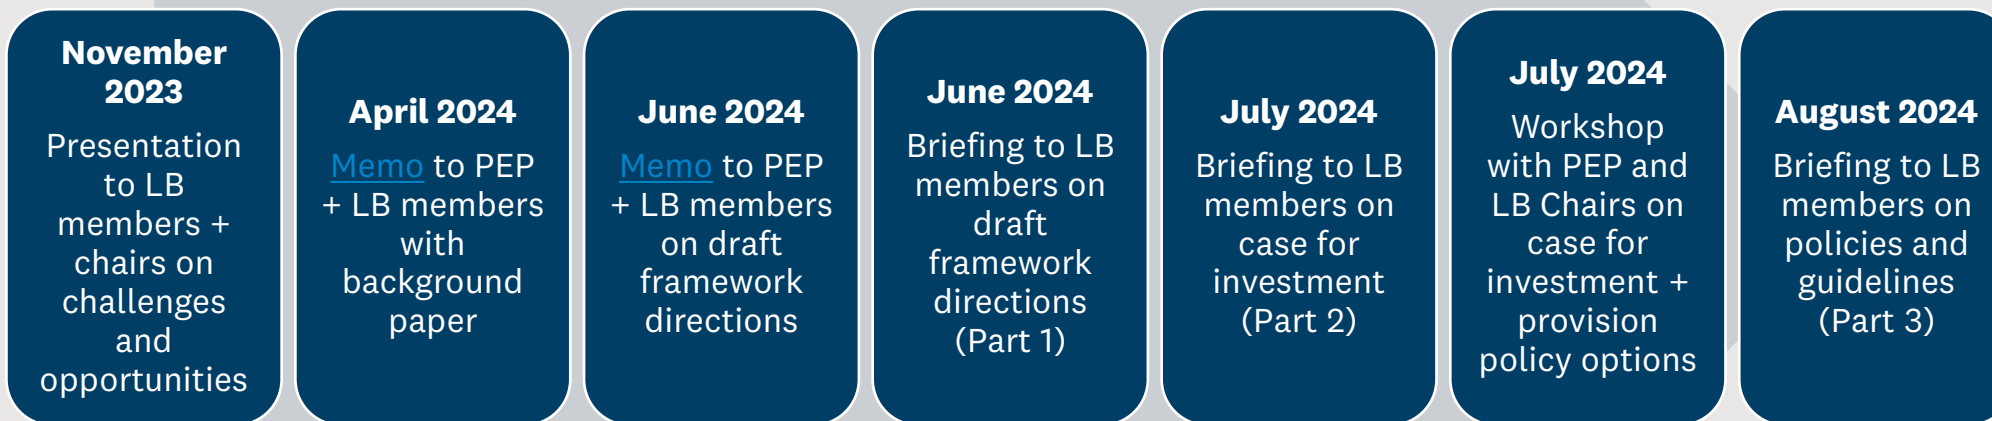 November
2023
Presentation
to LB
members +
chairs on
challenges
and
opportunities
April 2024
Memo to PEP
+ LB members
with
background
paper
June 2024
Memo to PEP
+ LB members
on draft
framework
directions
June 2024
Briefing to LB
members on
draft
framework
directions
(Part 1)
July 2024
Briefing to LB
members on
case for
investment
(Part 2)
July 2024
Workshop
with PEP and
LB Chairs on
case for
investment +
provision
policy options
August 2024
Briefing to LB
members on
policies and
guidelines
(Part 3)